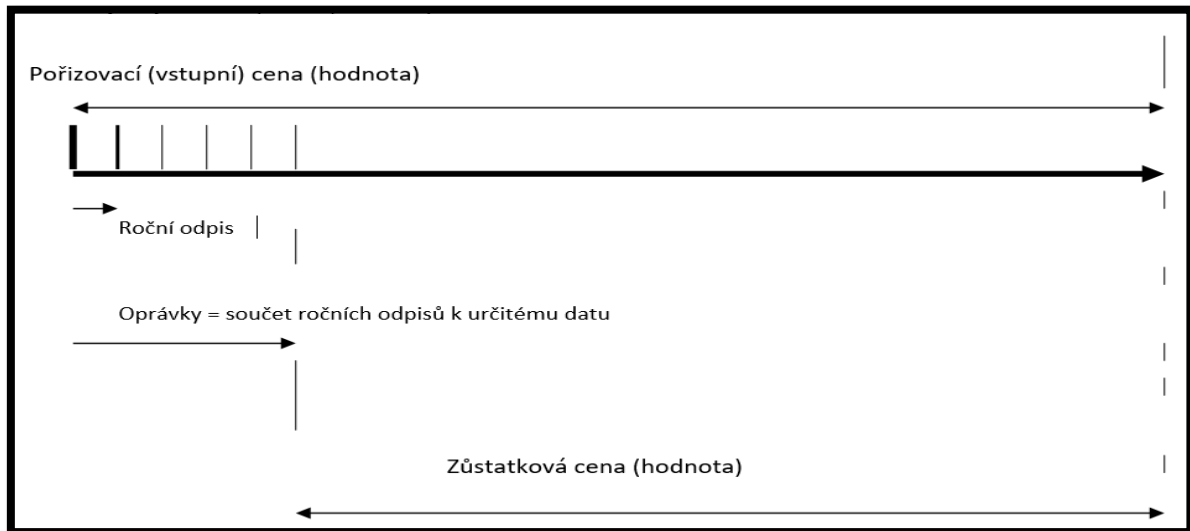 Pořizovací (vstupní) cena (hodnota)
Roční odpis
Oprávky = součet ročních odpisů k určitému datu
Zůstatková cena (hodnota)